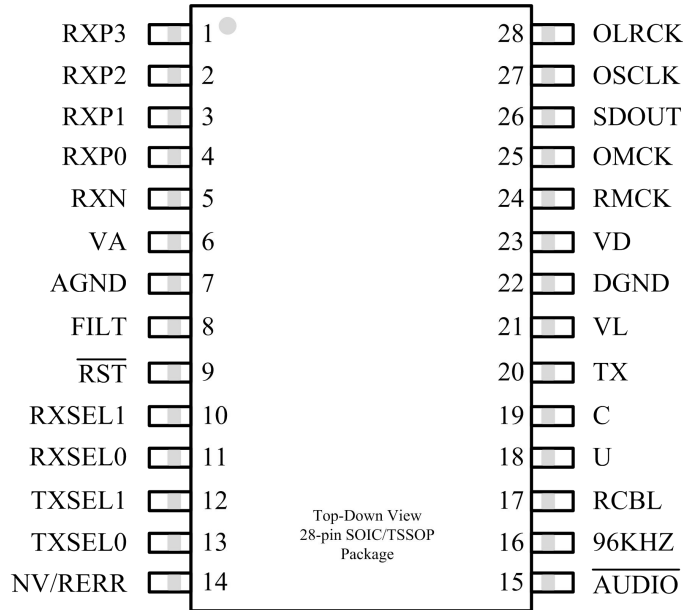 RXP3 1 28 OLRCK
RXP2 2 27 OSCLK
RXP1 3 26 SDOUT
RXP0 4 25 OMCK
RXN 5 24 RMCK
VA 6 23 VD
AGND 7 22 DGND
FILT 8 21 VL
RST 9 20 TX
RXSEL1 10 19 C
RXSEL0 11 18 U
TXSEL1 12 17 RCBL
TXSEL0 13 16 96KHZ
NV/RERR 14 15 AUDIO
Top-Down View
28-pin SOIC/TSSOP
Package